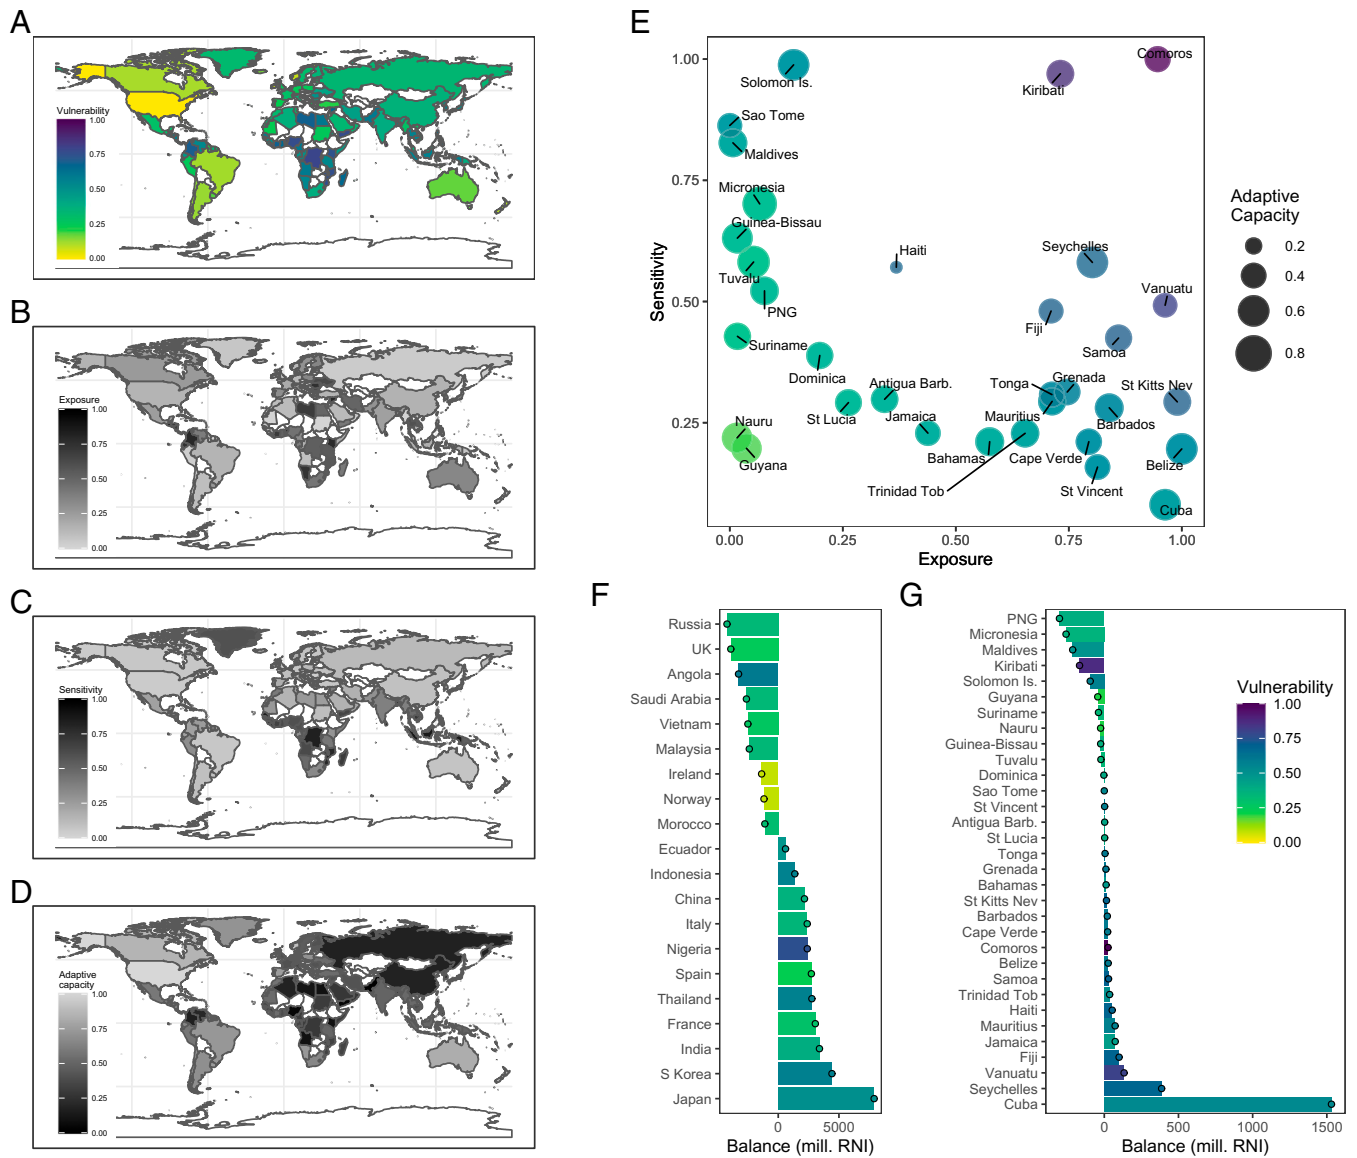 A
Vulnerability
1.00
0.75
0.50
0.25
0.00
B
Exposure
1.00
0.75
0.50
0.25
0.00
C
Sensitivity
1.00
0.75
0.50
0.25
0.00
D
Adaptive
capacity
1.00
0.75
0.50
0.25
0.00
E
Sensitivity
1.00
0.75
0.50
0.25
Comoros
Kiribati
Solomon Is.
Sao Tome
Maldives
Micronesia
Guinea-Bissau
Tuvalu
PNG
Haiti
Seychelles
Vanuatu
Fiji
Samoa
Suriname
Dominica
Antigua Barb.
Tonga
Grenada
St Kitts Nev
St Lucia
Jamaica
Mauritius
Barbados
Nauru
Guyana
Bahamas
Cape Verde
Belize
Trinidad Tob
St Vincent
Cuba
0.00
0.25
0.50
0.75
1.00
Exposure
Adaptive
Capacity
0.2
0.4
0.6
0.8
F
Russia
UK
Angola
Saudi Arabia
Vietnam
Malaysia
Ireland
Norway
Morocco
Ecuador
Indonesia
China
Italy
Nigeria
Spain
Thailand
France
India
S Korea
Japan
0
5000
Balance (mill. RNI)
G
PNG
Micronesia
Maldives
Kiribati
Solomon Is.
Guyana
Suriname
Nauru
Guinea-Bissau
Tuvalu
Dominica
Sao Tome
St Vincent
Antigua Barb.
St Lucia
Tonga
Grenada
Bahamas
St Kitts Nev
Barbados
Cape Verde
Comoros
Belize
Samoa
Trinidad Tob
Haiti
Mauritius
Jamaica
Fiji
Vanuatu
Seychelles
Cuba
0
500
1000
1500
Balance (mill. RNI)
Vulnerability
1.00
0.75
0.50
0.25
0.00